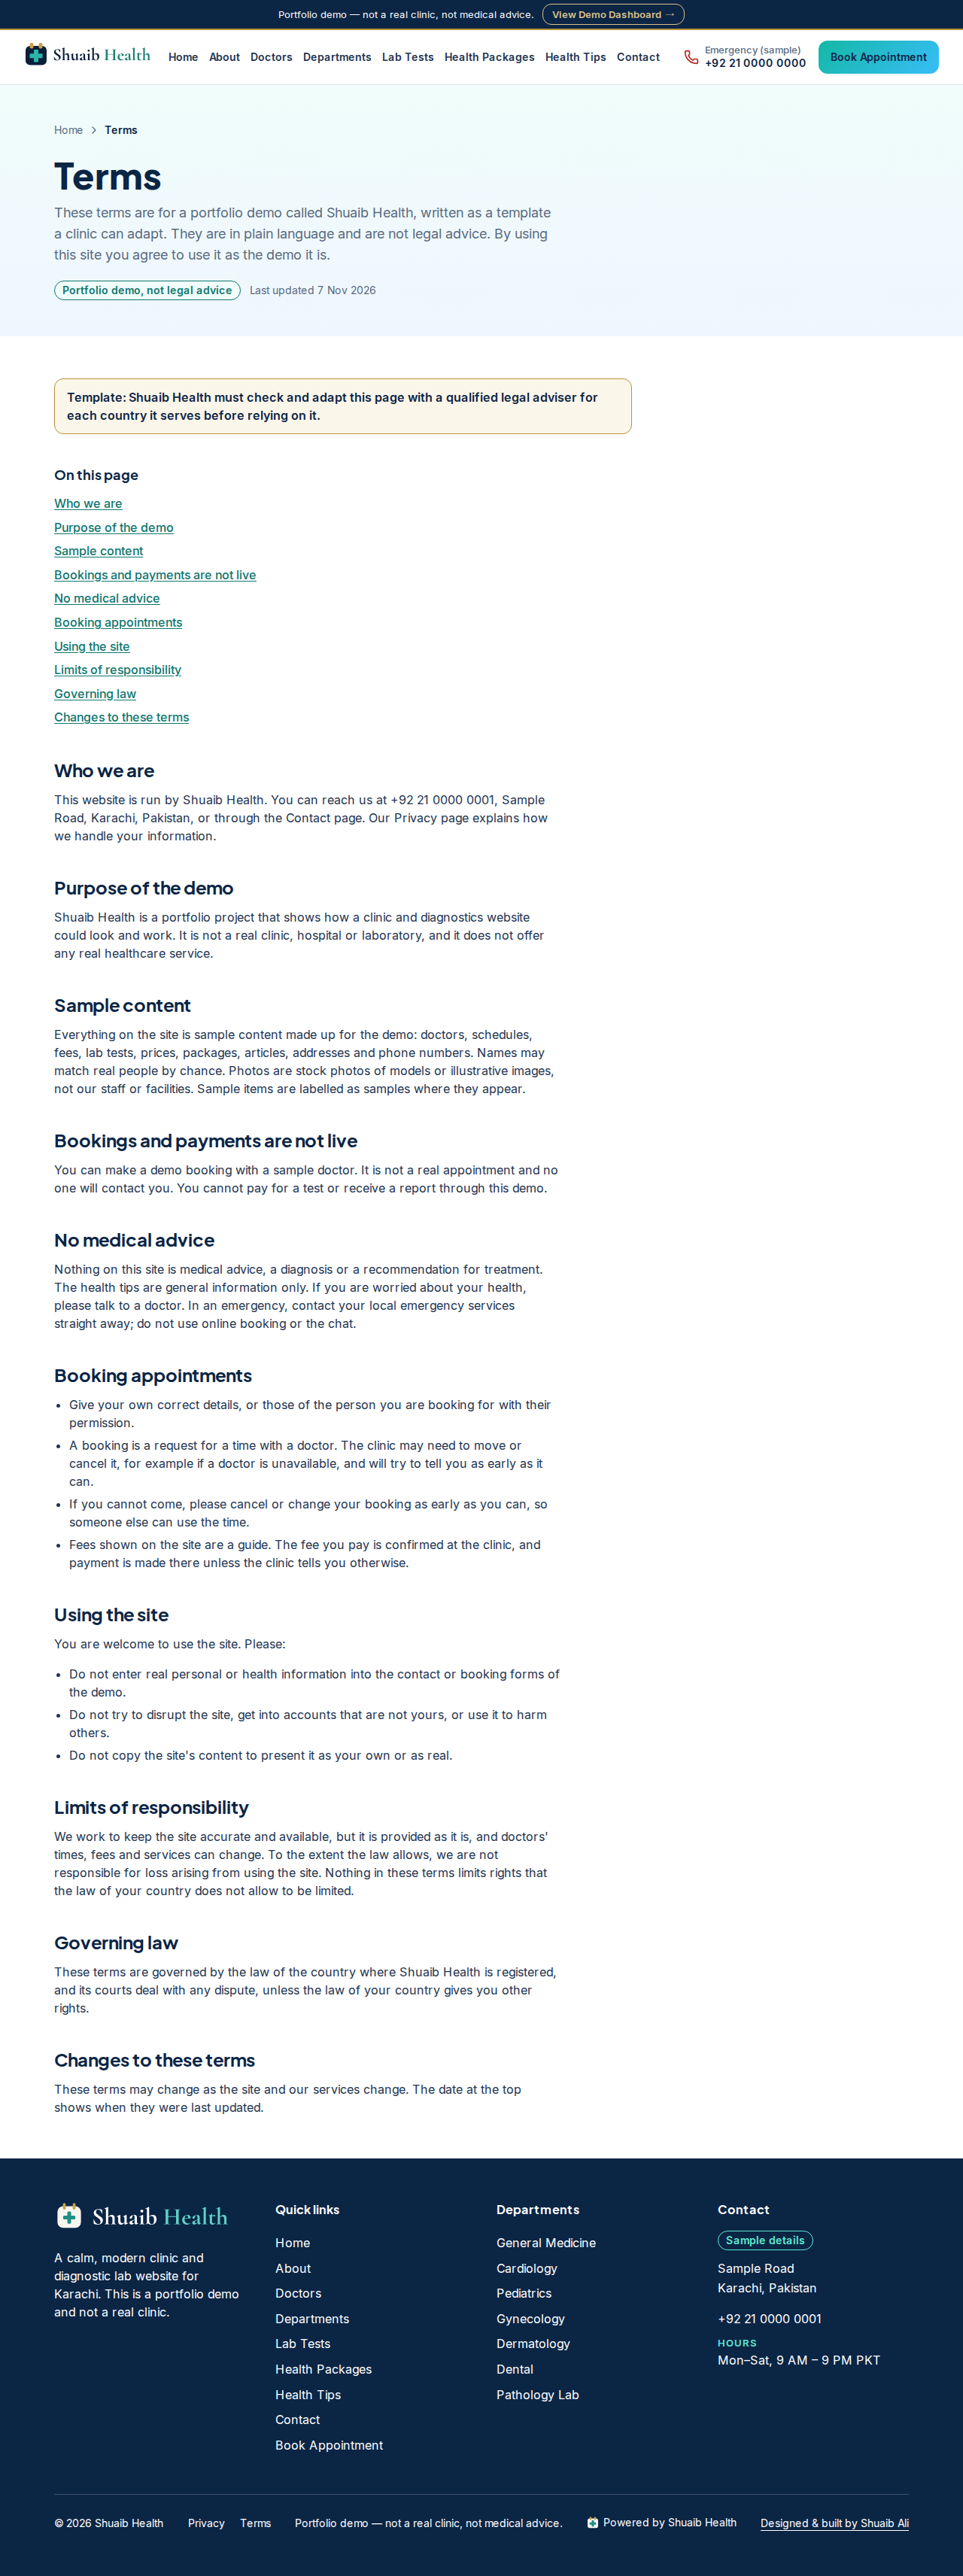 Portfolio demo — not a real clinic, not medical advice. View Demo Dashboard →
Shuaib Health Home About Doctors Departments Lab Tests Health Packages Health Tips Contact Emergency (sample) +92 21 0000 0000 Book Appointment
Home > Terms
Terms
These terms are for a portfolio demo called Shuaib Health, written as a template
a clinic can adapt. They are in plain language and are not legal advice. By using
this site you agree to use it as the demo it is.
Portfolio demo, not legal advice Last updated 7 Nov 2026
Template: Shuaib Health must check and adapt this page with a qualified legal adviser for
each country it serves before relying on it.
On this page
Who we are
Purpose of the demo
Sample content
Bookings and payments are not live
No medical advice
Booking appointments
Using the site
Limits of responsibility
Governing law
Changes to these terms
Who we are
This website is run by Shuaib Health. You can reach us at +92 21 0000 0001, Sample
Road, Karachi, Pakistan, or through the Contact page. Our Privacy page explains how
we handle your information.
Purpose of the demo
Shuaib Health is a portfolio project that shows how a clinic and diagnostics website
could look and work. It is not a real clinic, hospital or laboratory, and it does not offer
any real healthcare service.
Sample content
Everything on the site is sample content made up for the demo: doctors, schedules,
fees, lab tests, prices, packages, articles, addresses and phone numbers. Names may
match real people by chance. Photos are stock photos of models or illustrative images,
not our staff or facilities. Sample items are labelled as samples where they appear.
Bookings and payments are not live
You can make a demo booking with a sample doctor. It is not a real appointment and no
one will contact you. You cannot pay for a test or receive a report through this demo.
No medical advice
Nothing on this site is medical advice, a diagnosis or a recommendation for treatment.
The health tips are general information only. If you are worried about your health,
please talk to a doctor. In an emergency, contact your local emergency services
straight away; do not use online booking or the chat.
Booking appointments
• Give your own correct details, or those of the person you are booking for with their
permission.
• A booking is a request for a time with a doctor. The clinic may need to move or
cancel it, for example if a doctor is unavailable, and will try to tell you as early as it
can.
• If you cannot come, please cancel or change your booking as early as you can, so
someone else can use the time.
• Fees shown on the site are a guide. The fee you pay is confirmed at the clinic, and
payment is made there unless the clinic tells you otherwise.
Using the site
You are welcome to use the site. Please:
• Do not enter real personal or health information into the contact or booking forms of
the demo.
• Do not try to disrupt the site, get into accounts that are not yours, or use it to harm
others.
• Do not copy the site's content to present it as your own or as real.
Limits of responsibility
We work to keep the site accurate and available, but it is provided as it is, and doctors'
times, fees and services can change. To the extent the law allows, we are not
responsible for loss arising from using the site. Nothing in these terms limits rights that
the law of your country does not allow to be limited.
Governing law
These terms are governed by the law of the country where Shuaib Health is registered,
and its courts deal with any dispute, unless the law of your country gives you other
rights.
Changes to these terms
These terms may change as the site and our services change. The date at the top
shows when they were last updated.
Shuaib Health
A calm, modern clinic and
diagnostic lab website for
Karachi. This is a portfolio demo
and not a real clinic.
Quick links
Home
About
Doctors
Departments
Lab Tests
Health Packages
Health Tips
Contact
Book Appointment
Departments
General Medicine
Cardiology
Pediatrics
Gynecology
Dermatology
Dental
Pathology Lab
Contact
Sample details
Sample Road
Karachi, Pakistan
+92 21 0000 0001
HOURS
Mon–Sat, 9 AM – 9 PM PKT
© 2026 Shuaib Health Privacy Terms Portfolio demo — not a real clinic, not medical advice. Powered by Shuaib Health Designed & built by Shuaib Ali